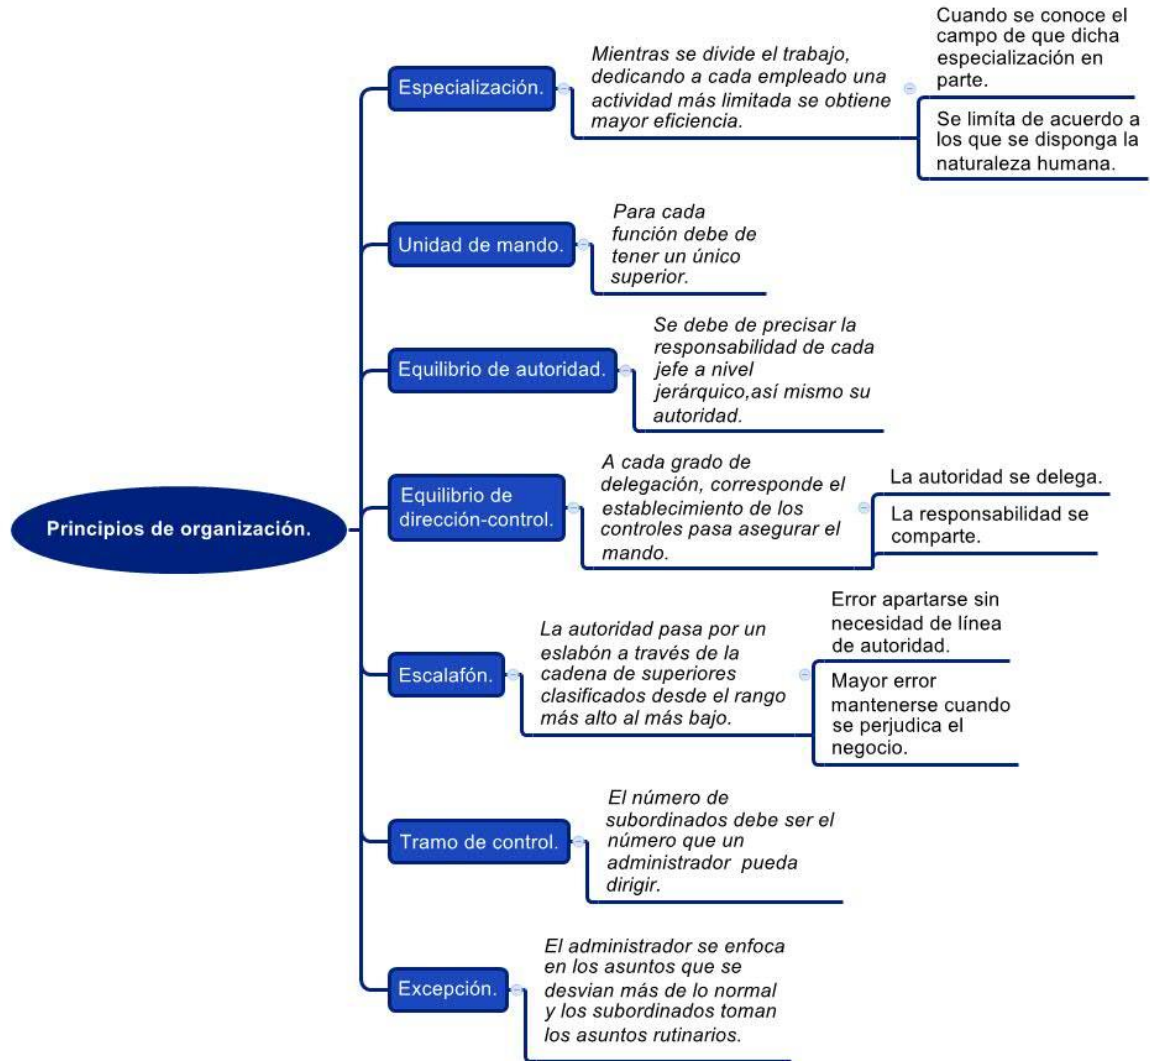 Principios de organización.
Especialización.
Mientras se divide el trabajo,
dedicando a cada empleado una
actividad más limitada se obtiene
mayor eficiencia.
Cuando se conoce el
campo de que dicha
especialización en
parte.
Se limíta de acuerdo a
los que se disponga la
naturaleza humana.
Unidad de mando.
Para cada
función debe de
tener un único
superior.
Equilibrio de autoridad.
Se debe de precisar la
responsabilidad de cada
jefe a nivel
jerárquico,así mismo su
autoridad.
Equilibrio de
dirección-control.
A cada grado de
delegación, corresponde el
establecimiento de los
controles pasa asegurar el
mando.
La autoridad se delega.
La responsabilidad se
comparte.
Escalafón.
La autoridad pasa por un
eslabón a través de la
cadena de superiores
clasificados desde el rango
más alto al más bajo.
Error apartarse sin
necesidad de línea
de autoridad.
Mayor error
mantenerse cuando
se perjudica el
negocio.
Tramo de control.
El número de
subordinados debe ser el
número que un
administrador pueda
dirigir.
Excepción.
El administrador se enfoca
en los asuntos que se
desvian más de lo normal
y los subordinados toman
los asuntos rutinarios.